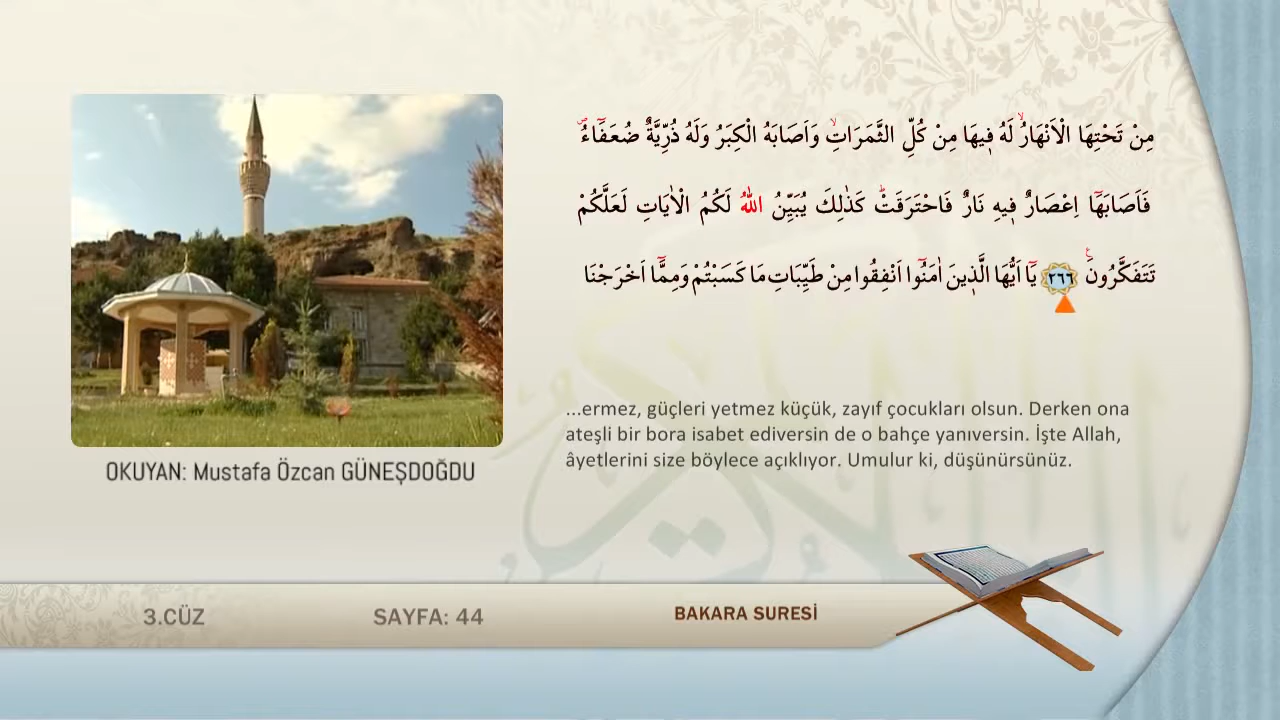 مِنْ تَحْتِهَا الْاَنْهَارُۙ لَهُ ف۪يهَا مِنْ كُلِّ الثَّمَرَاتِۙ وَاَصَابَهُ الْكِبَرُ وَلَهُ ذُرِّيَّةٌ ضُعَفَٓاءُۖ
فَاَصَابَهَٓا اِعْصَارٌ ف۪يهِ نَارٌ فَاحْتَرَقَتْۜ كَذٰلِكَ يُبَيِّنُ اللّٰهُ لَكُمُ الْاٰيَاتِ لَعَلَّكُمْ
تَتَفَكَّرُونَ۟ ﴿٢٦٦﴾ يَٓا اَيُّهَا الَّذ۪ينَ اٰمَنُٓوا اَنْفِقُوا مِنْ طَيِّبَاتِ مَا كَسَبْتُمْ وَمِمَّٓا اَخْرَجْنَا
...ermez, güçleri yetmez küçük, zayıf çocukları olsun. Derken ona
ateşli bir bora isabet ediversin de o bahçe yanıversin. İşte Allah,
âyetlerini size böylece açıklıyor. Umulur ki, düşünürsünüz.
OKUYAN: Mustafa Özcan GÜNEŞDOĞDU
3.CÜZ
SAYFA: 44
BAKARA SURESİ